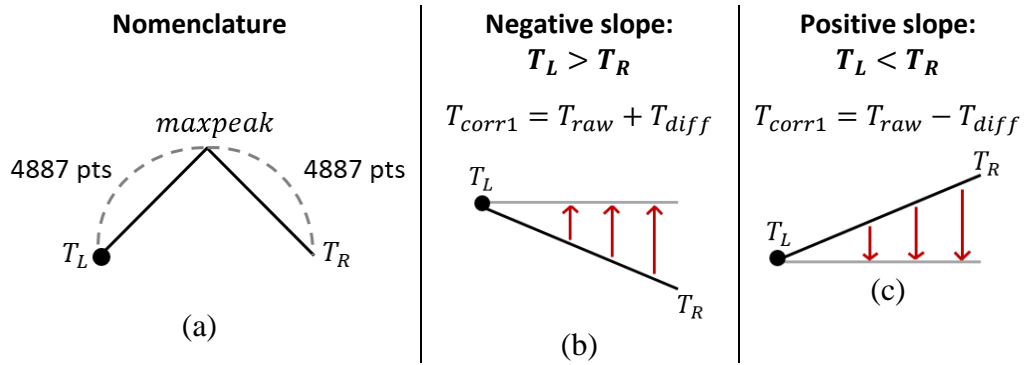 Nomenclature
maxpeak
4887 pts
4887 pts
T_L
T_R
(a)
Negative slope:
T_L > T_R
T_corr1 = T_raw + T_diff
T_L
T_R
(b)
Positive slope:
T_L < T_R
T_corr1 = T_raw − T_diff
T_R
T_L
(c)